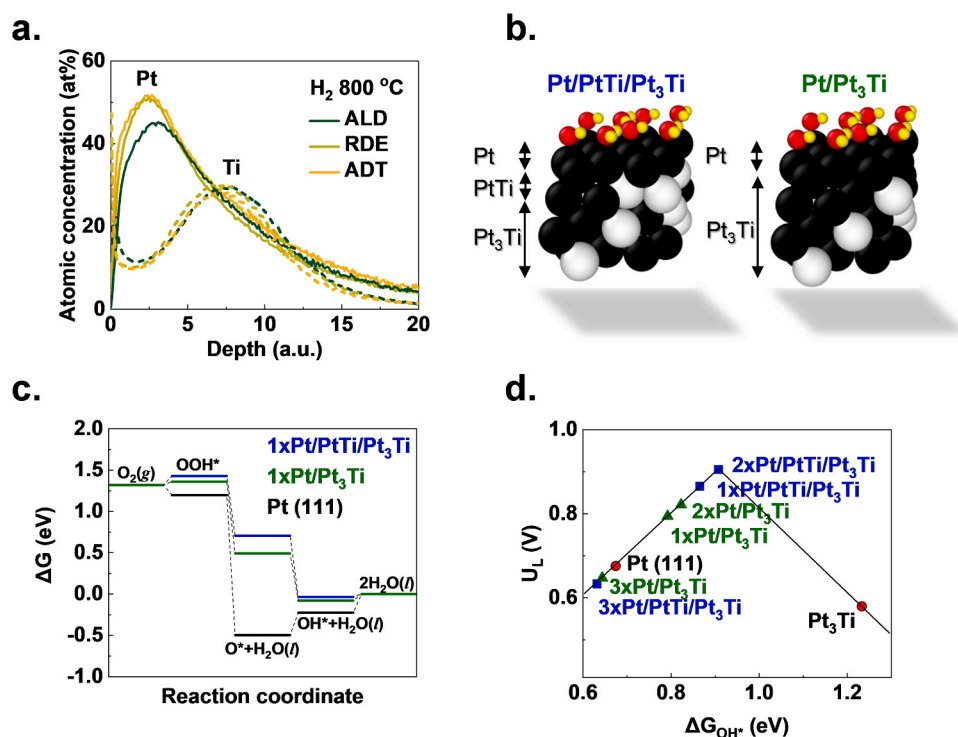 a.
Atomic concentration (at%)
60
40
20
0
Pt
Ti
H₂ 800 °C
ALD
RDE
ADT
0 5 10 15 20
Depth (a.u.)
b.
Pt/PtTi/Pt₃Ti
Pt
PtTi
Pt₃Ti
Pt/Pt₃Ti
Pt
Pt₃Ti
c.
ΔG (eV)
2.0
1.5
1.0
0.5
0.0
-0.5
-1.0
O₂(g)
OOH*
1xPt/PtTi/Pt₃Ti
1xPt/Pt₃Ti
Pt (111)
2H₂O(l)
OH*+H₂O(l)
O*+H₂O(l)
Reaction coordinate
d.
U_L (V)
1.0
0.8
0.6
2xPt/PtTi/Pt₃Ti
1xPt/PtTi/Pt₃Ti
2xPt/Pt₃Ti
1xPt/Pt₃Ti
Pt (111)
3xPt/Pt₃Ti
3xPt/PtTi/Pt₃Ti
Pt₃Ti
0.6 0.8 1.0 1.2
ΔG_OH* (eV)